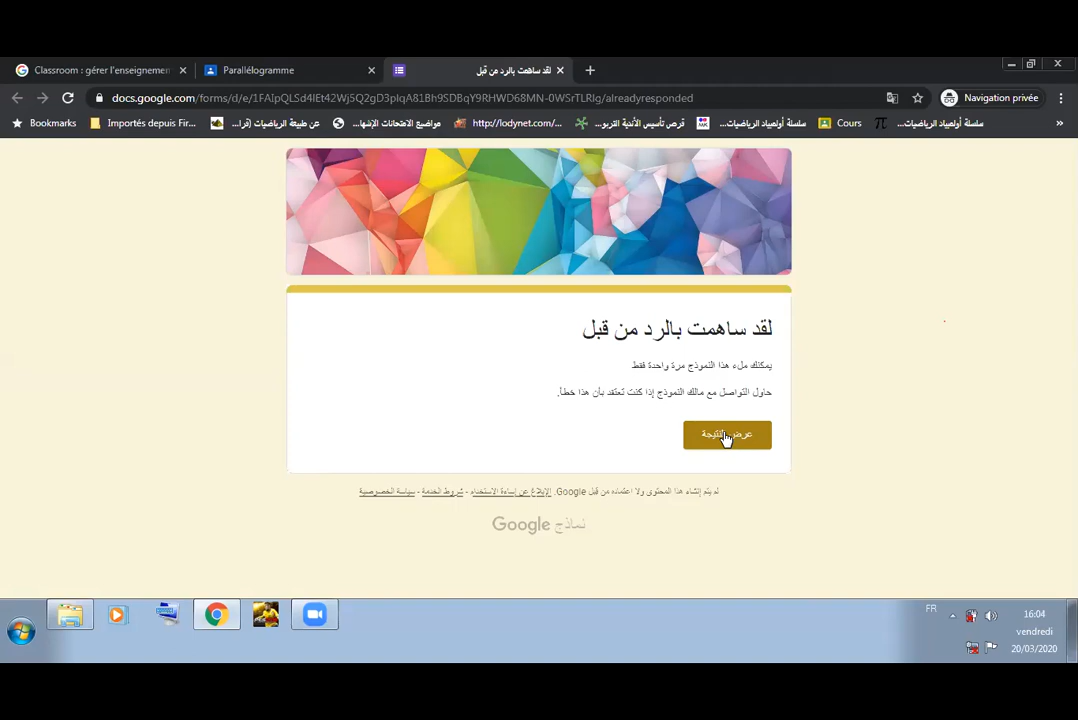 Classroom : gérer l'enseignemen
Parallélogramme
لقد ساهمت بالرد من قبل
docs.google.com/forms/d/e/1FAIpQLSd4IEt42Wj5Q2gD3pIqA81Bh9SDBqY9RHWD68MN-0WSrTLRIg/alreadyresponded
Navigation privée
Bookmarks
Importés depuis Fir...
عن طبيعة الرياضيات (قرا...
مواضيع الامتحانات الإشها...
http://lodynet.com/...
قرص تأسيس الأندية التربو...
سلسلة أولمبياد الرياضيات...
Cours
سلسلة أولمبياد الرياضيات...
لقد ساهمت بالرد من قبل
يمكنك ملء هذا النموذج مرة واحدة فقط
حاول التواصل مع مالك النموذج إذا كنت تعتقد بأن هذا خطأ.
عرض النتيجة
لم يتم إنشاء هذا المحتوى ولا اعتماده من قبل Google. الإبلاغ عن إساءة الاستخدام - شروط الخدمة - سياسة الخصوصية
نماذج Google
FR
16:04
vendredi
20/03/2020